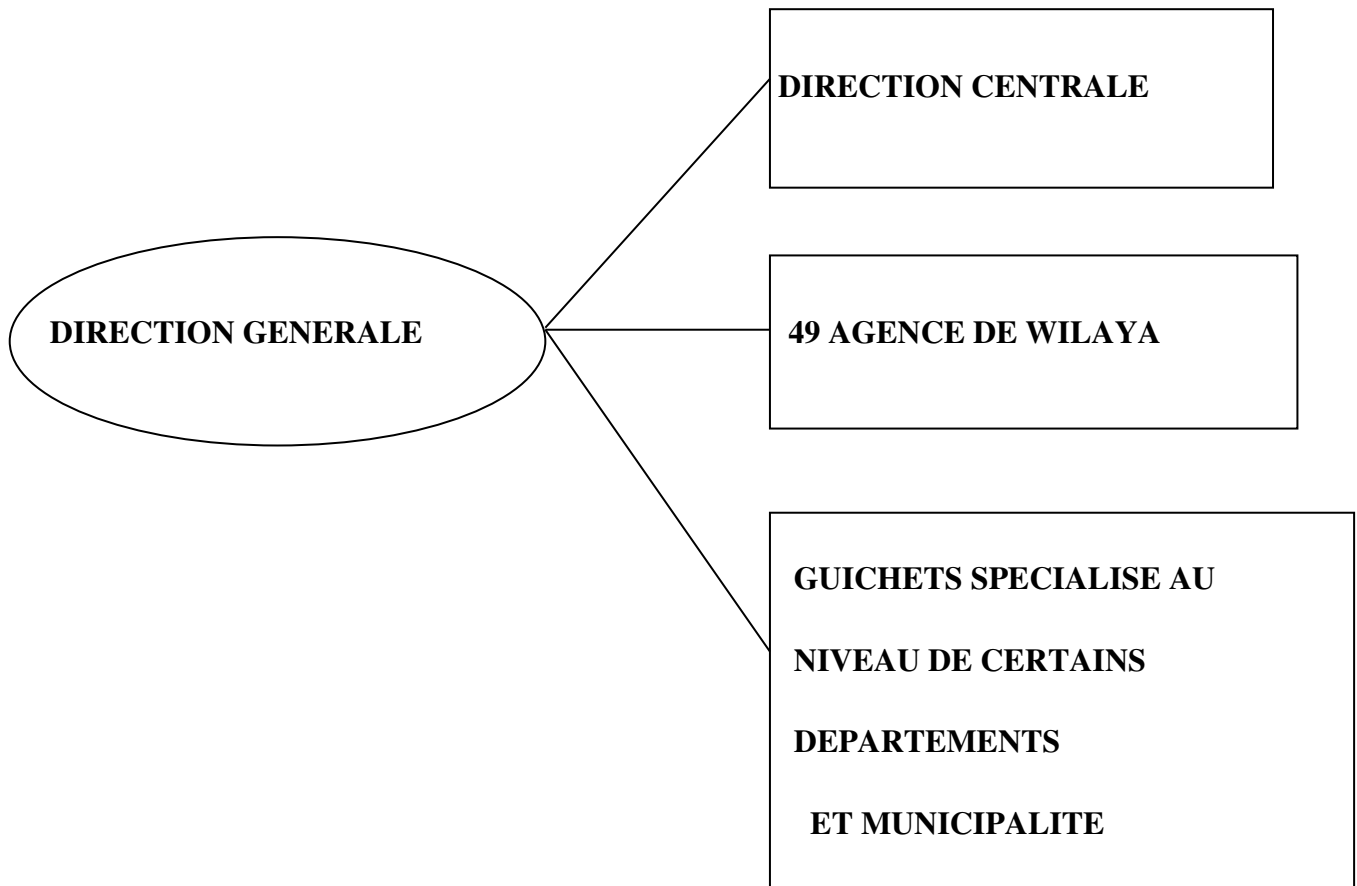 DIRECTION CENTRALE
DIRECTION GENERALE
49 AGENCE DE WILAYA
GUICHETS SPECIALISE AU
NIVEAU DE CERTAINS
DEPARTEMENTS
ET MUNICIPALITE